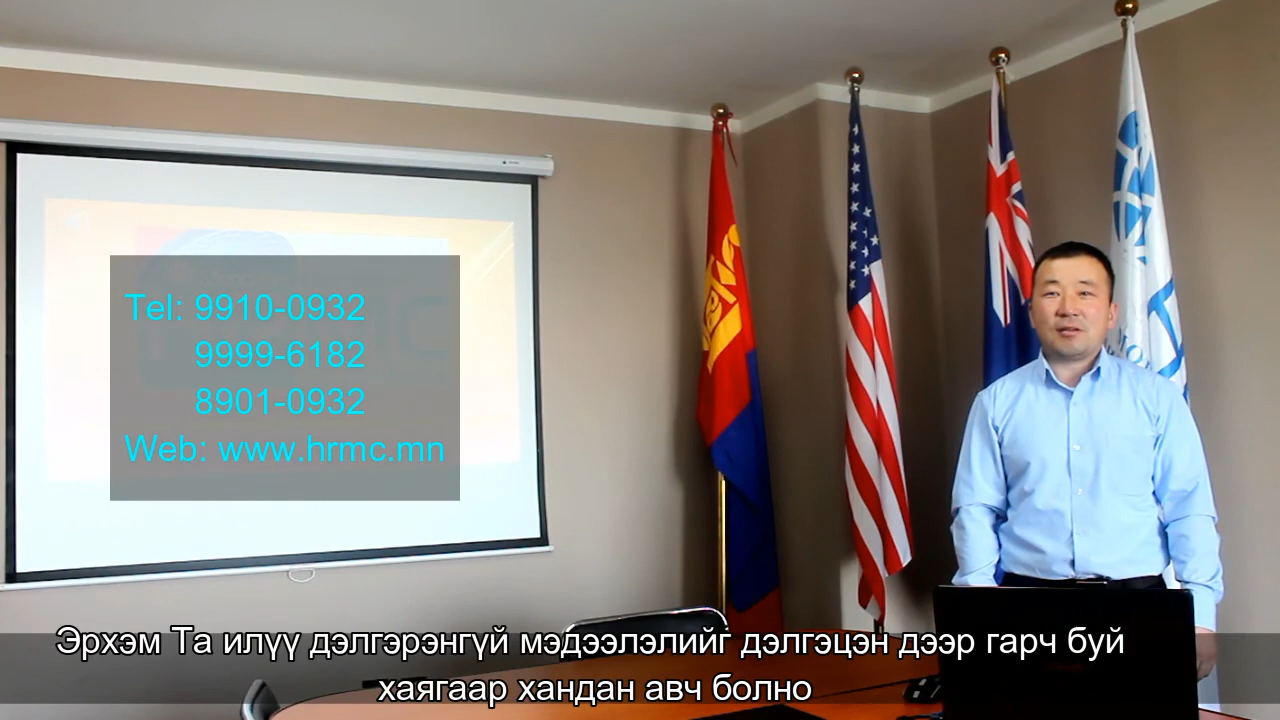 Tel: 9910-0932
9999-6182
8901-0932
Web: www.hrmc.mn
Эрхэм Та илүү дэлгэрэнгүй мэдээлэлийг дэлгэцэн дээр гарч буй
хаягаар хандан авч болно